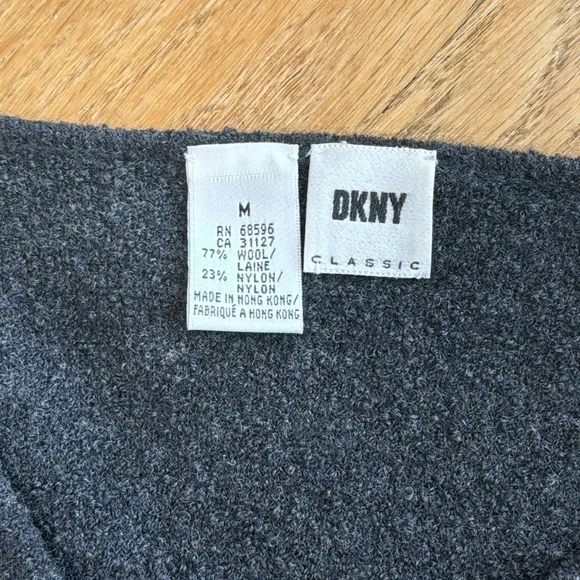 M
RN 68596
CA 31127
77% WOOL/
LAINE
23% NYLON/
NYLON
MADE IN HONG KONG/
FABRIQUÉ A HONG KONG
DKNY
CLASSIC